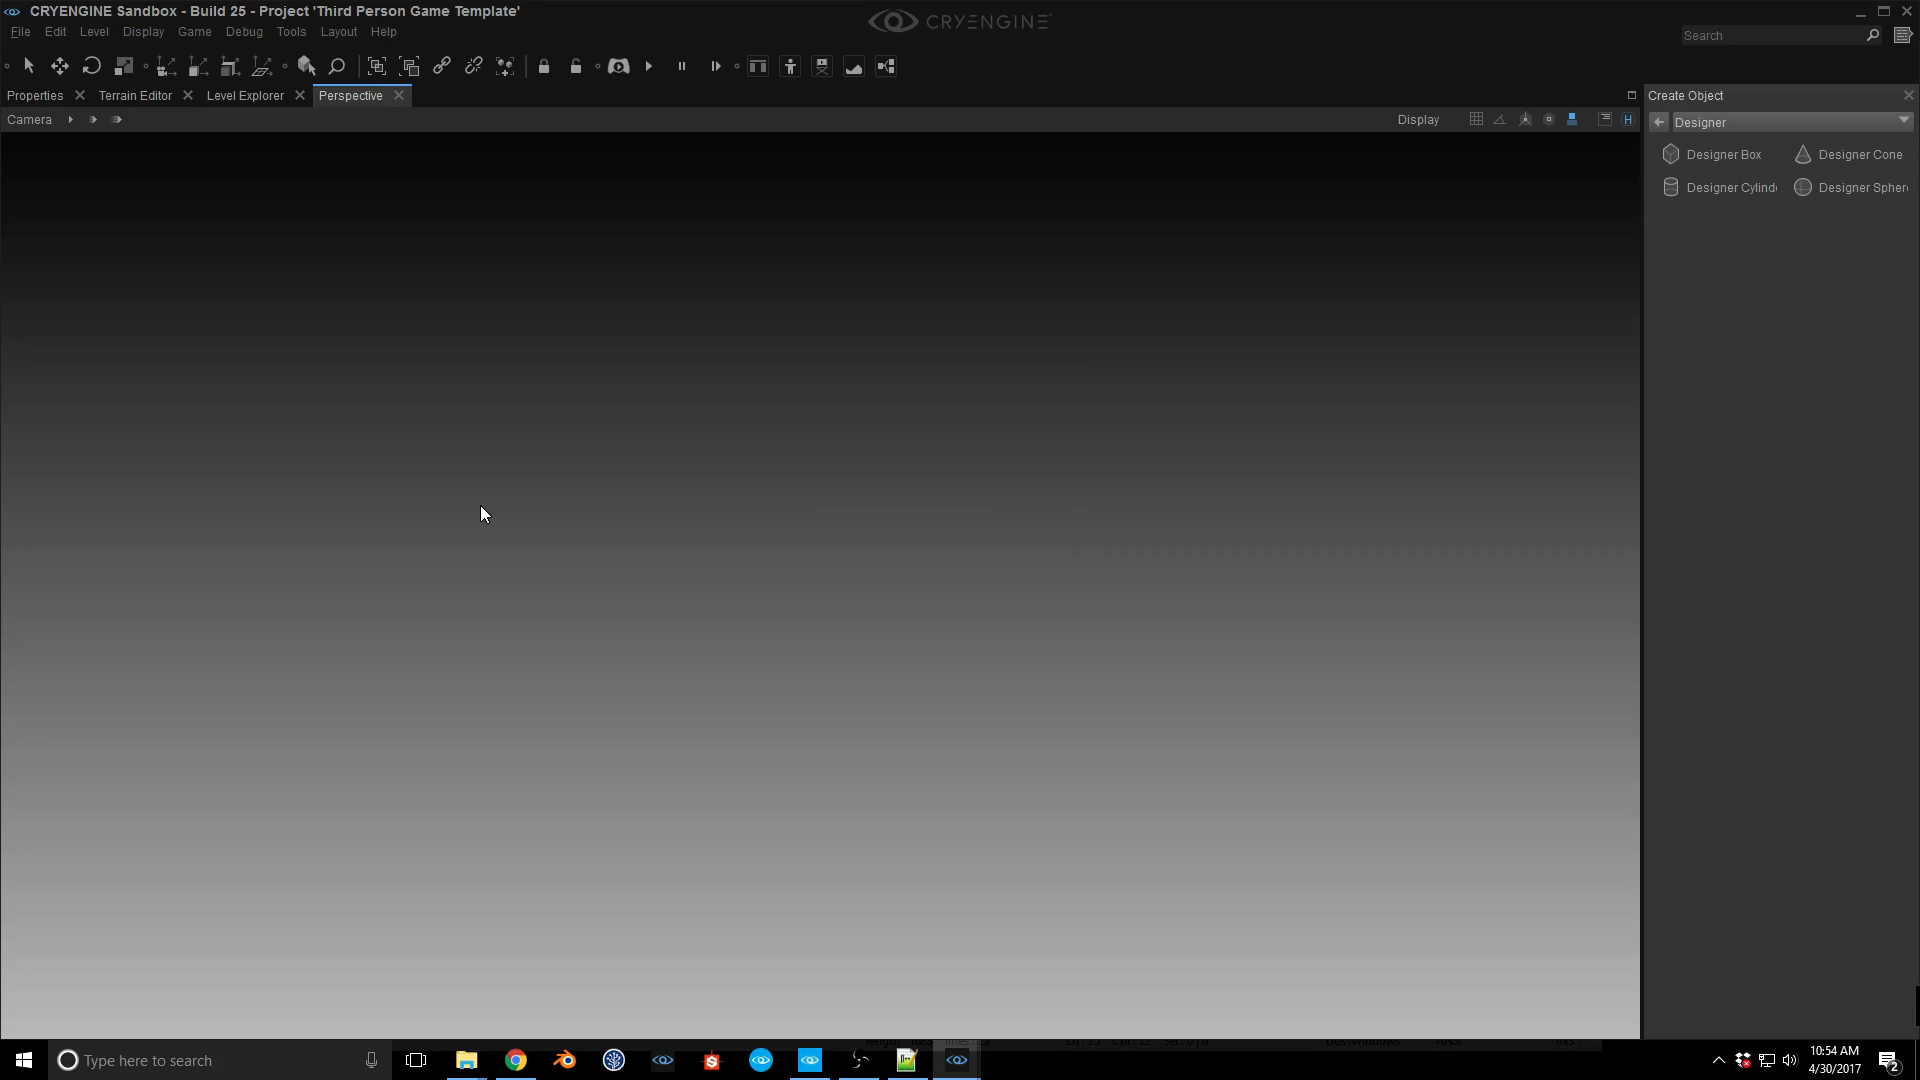 CRYENGINE Sandbox - Build 25 - Project 'Third Person Game Template'
CRYENGINE
File Edit Level Display Game Debug Tools Layout Help
Search
Properties Terrain Editor Level Explorer Perspective
Create Object
Camera
Display
H
Designer
Designer Box
Designer Cone
Designer Cylind
Designer Spher
Type here to search
10:54 AM
4/30/2017
2